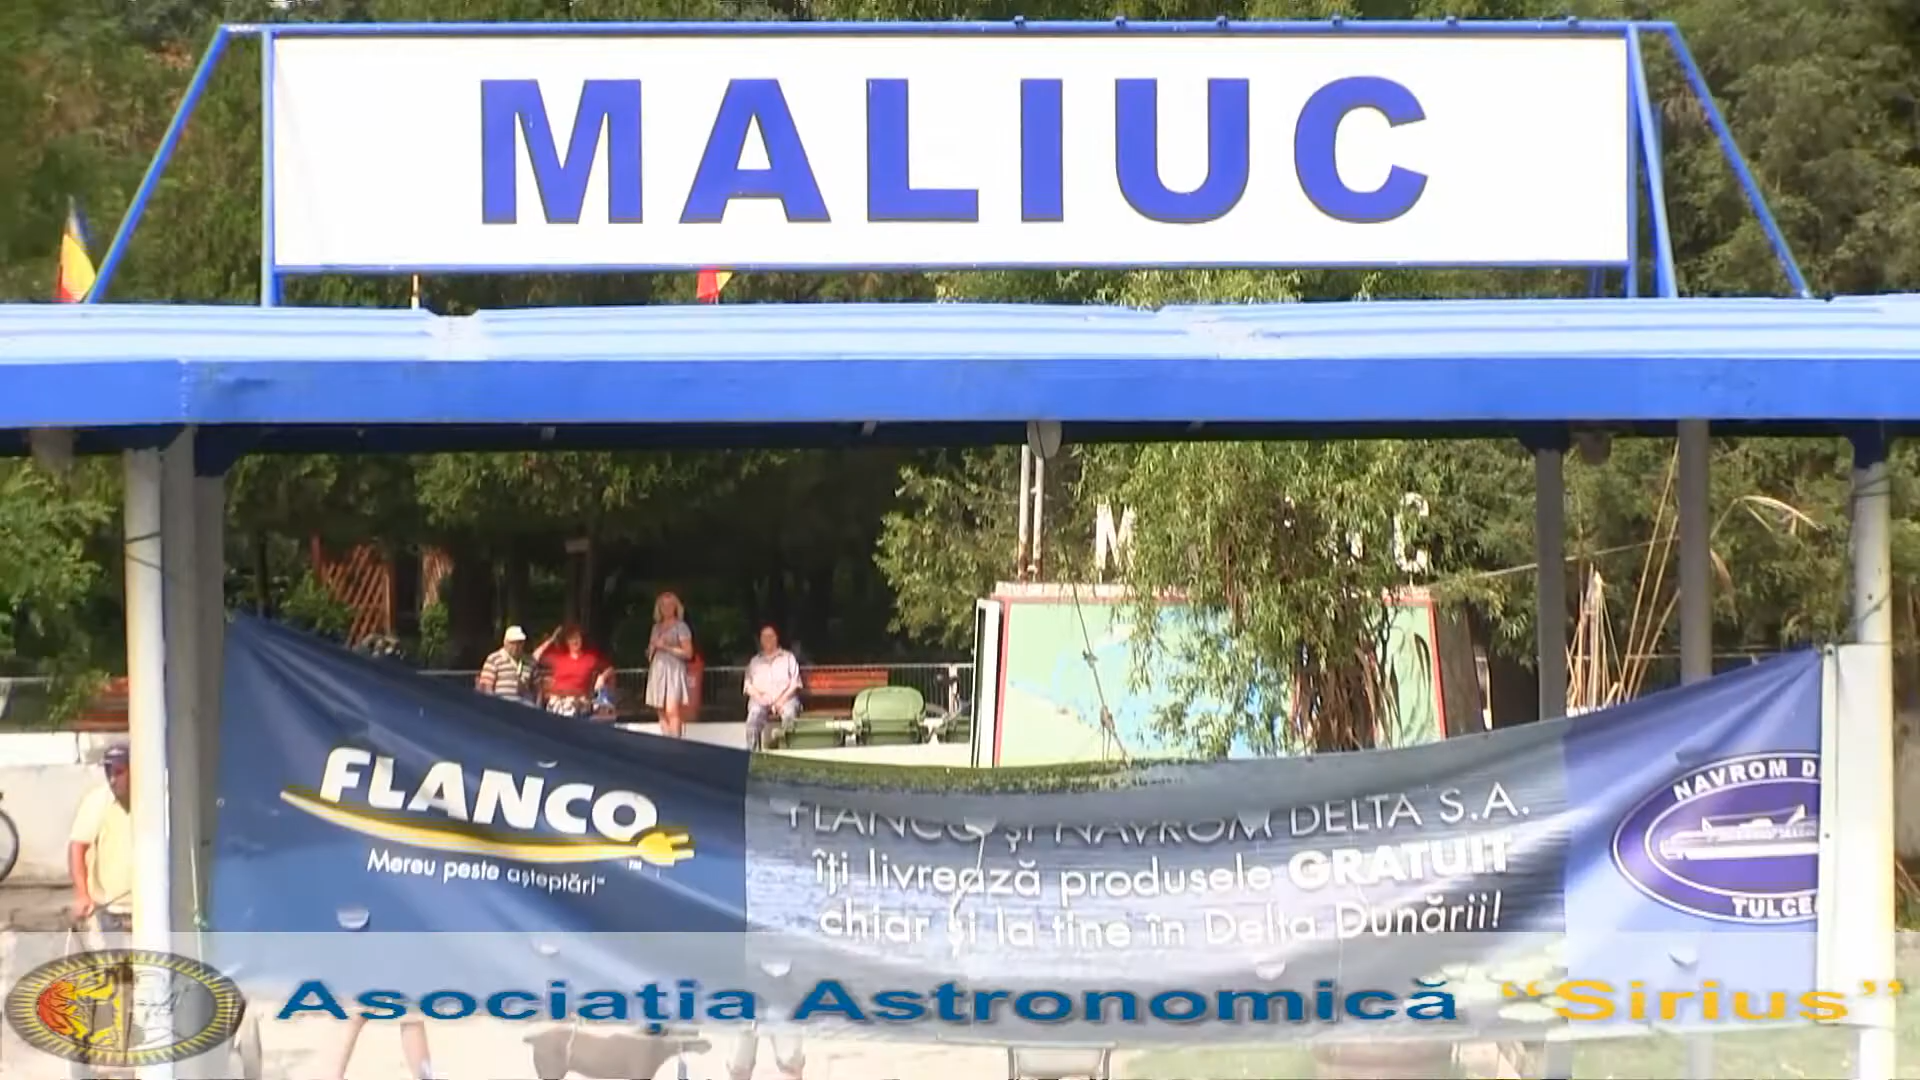 MALIUC
M C
FLANCO
Mereu peste așteptări
TM
FLANCO ȘI NAVROM DELTA S.A.
îți livrează produsele GRATUIT
chiar și la tine în Delta Dunării!
NAVROM D
TULCEA
Asociația Astronomică “Sirius”